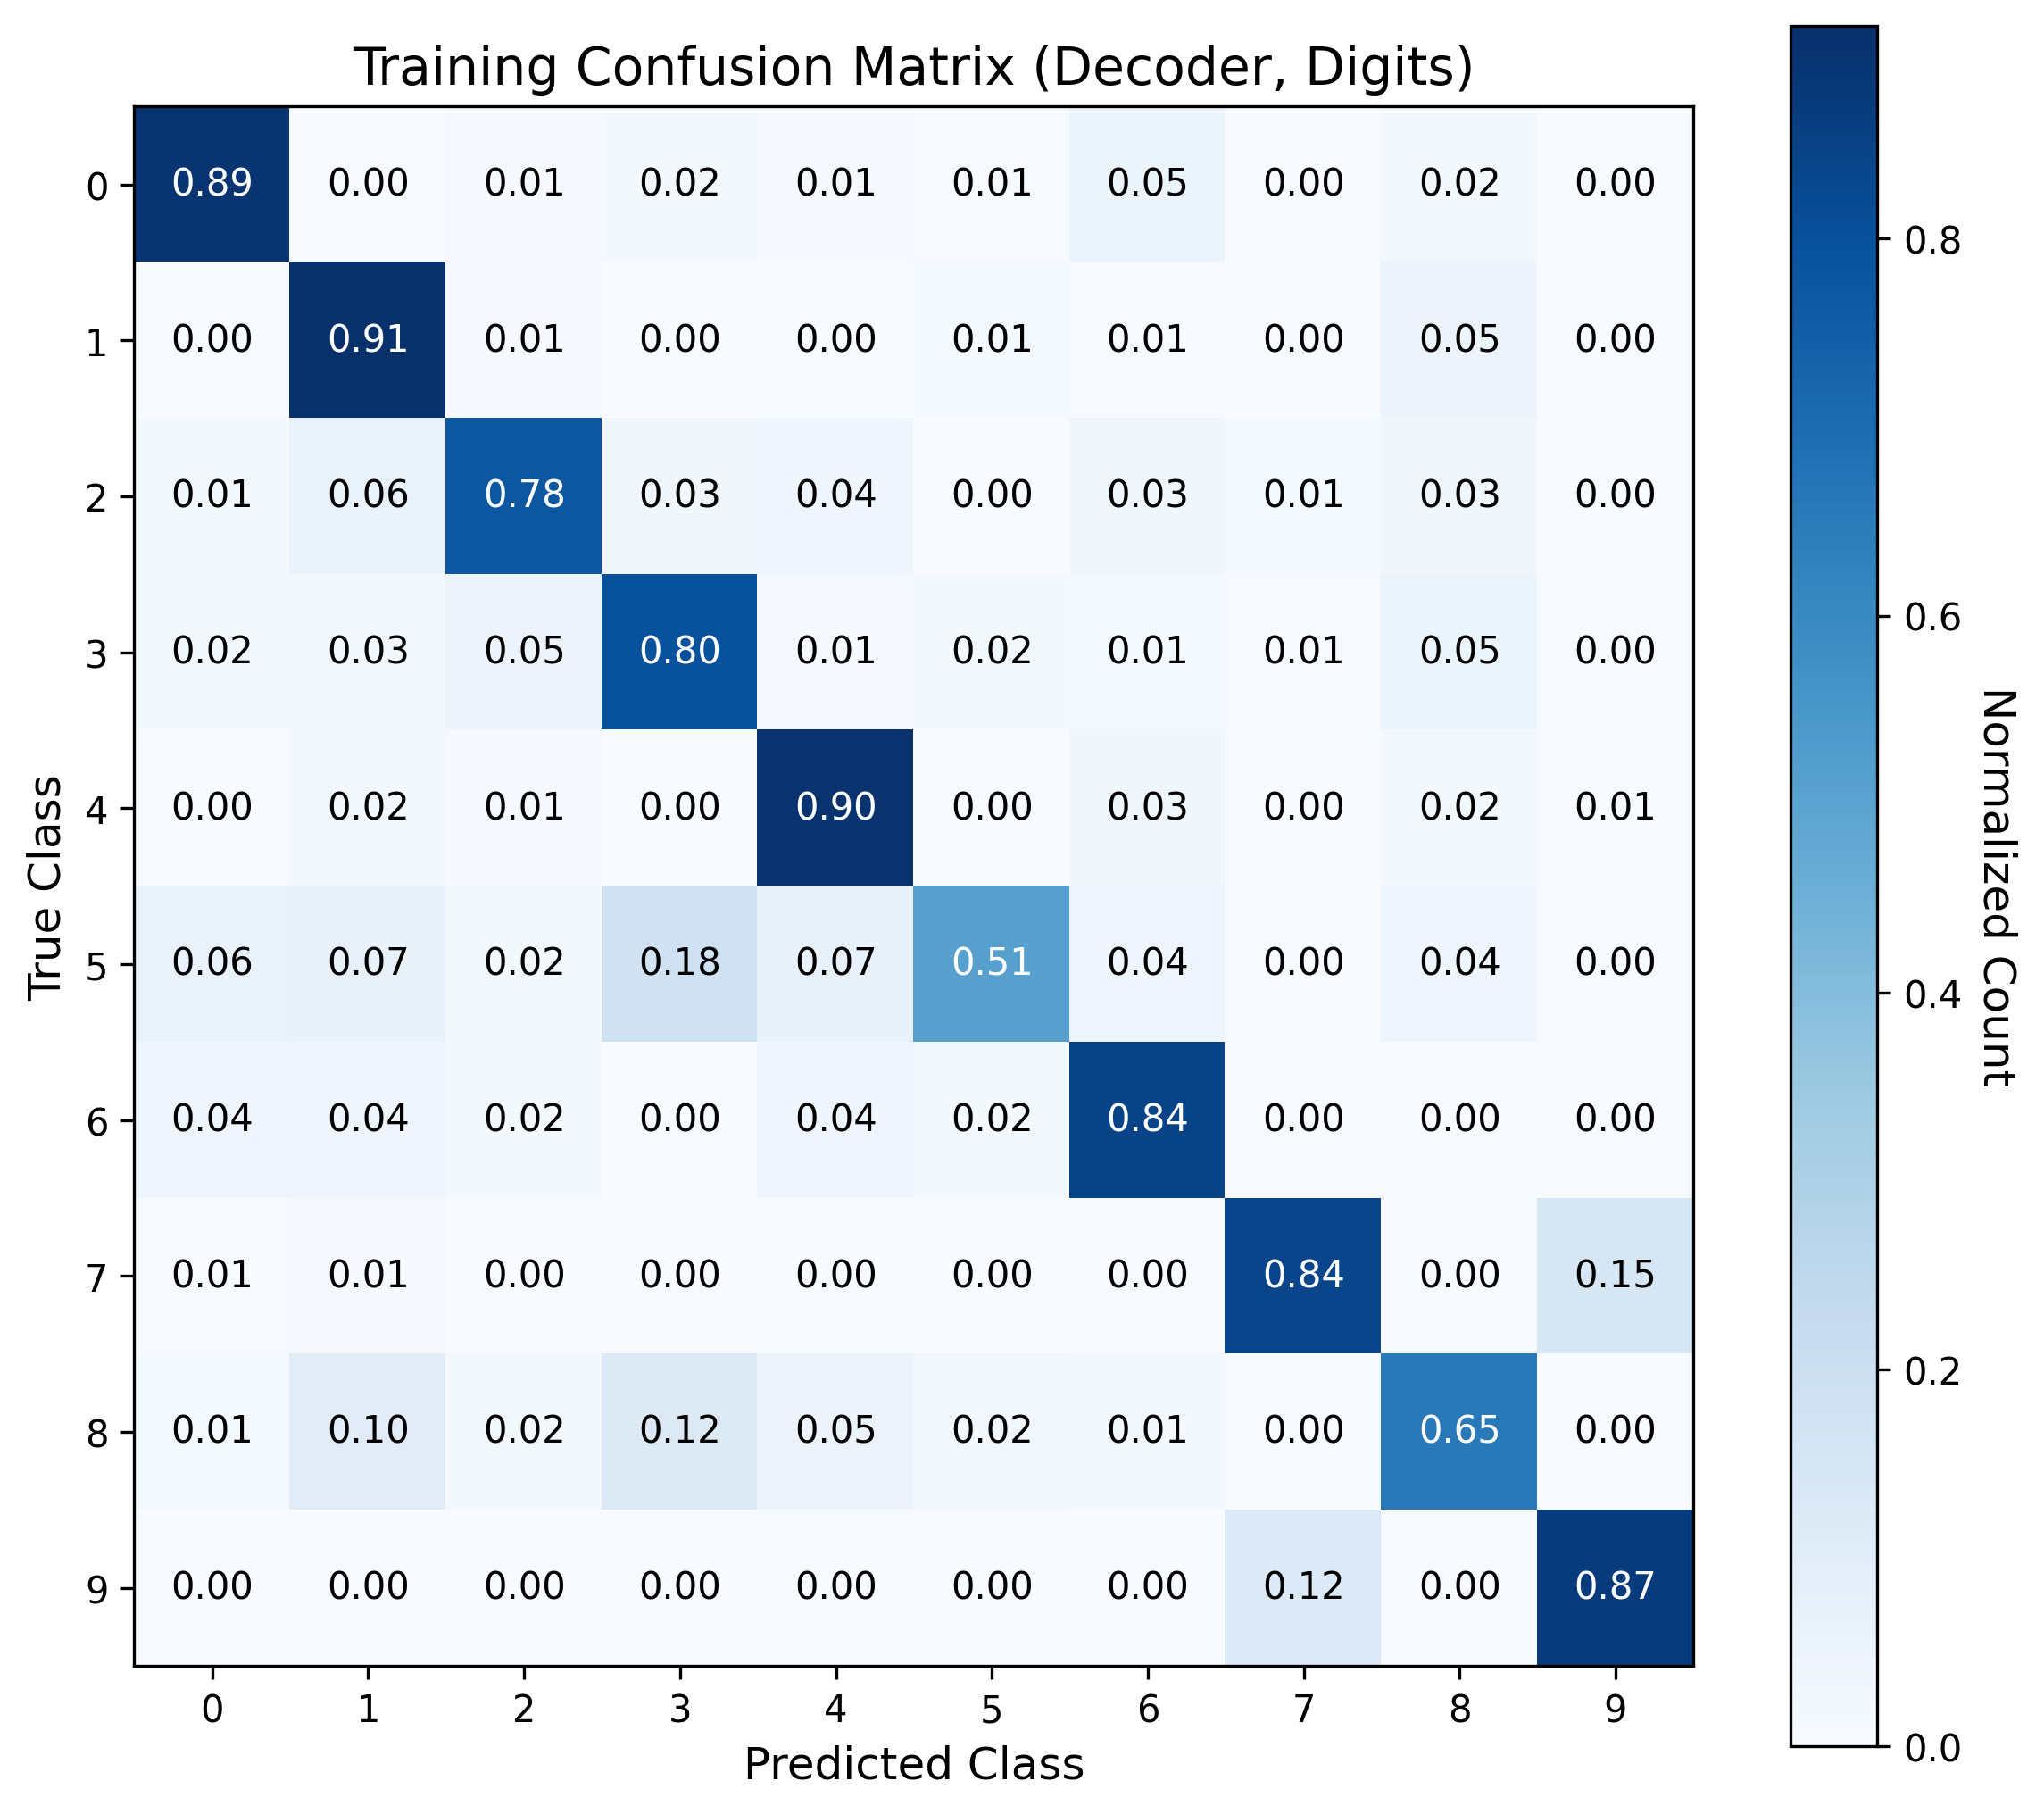 Training Confusion Matrix (Decoder, Digits)
0 0.89 0.00 0.01 0.02 0.01 0.01 0.05 0.00 0.02 0.00
1 0.00 0.91 0.01 0.00 0.00 0.01 0.01 0.00 0.05 0.00
2 0.01 0.06 0.78 0.03 0.04 0.00 0.03 0.01 0.03 0.00
3 0.02 0.03 0.05 0.80 0.01 0.02 0.01 0.01 0.05 0.00
4 0.00 0.02 0.01 0.00 0.90 0.00 0.03 0.00 0.02 0.01
5 0.06 0.07 0.02 0.18 0.07 0.51 0.04 0.00 0.04 0.00
6 0.04 0.04 0.02 0.00 0.04 0.02 0.84 0.00 0.00 0.00
7 0.01 0.01 0.00 0.00 0.00 0.00 0.00 0.84 0.00 0.15
8 0.01 0.10 0.02 0.12 0.05 0.02 0.01 0.00 0.65 0.00
9 0.00 0.00 0.00 0.00 0.00 0.00 0.00 0.12 0.00 0.87
0 1 2 3 4 5 6 7 8 9
Predicted Class
True Class
0.8
0.6
0.4
0.2
0.0
Normalized Count